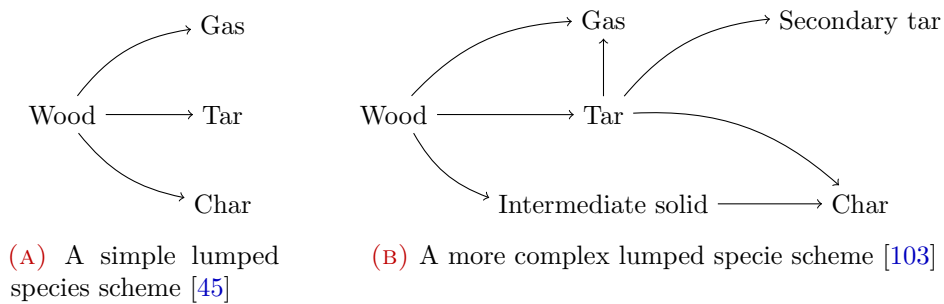 Gas
Wood
Tar
Char
(A) A simple lumped
species scheme [45]
Gas
Secondary tar
Wood
Tar
Intermediate solid
Char
(B) A more complex lumped specie scheme [103]